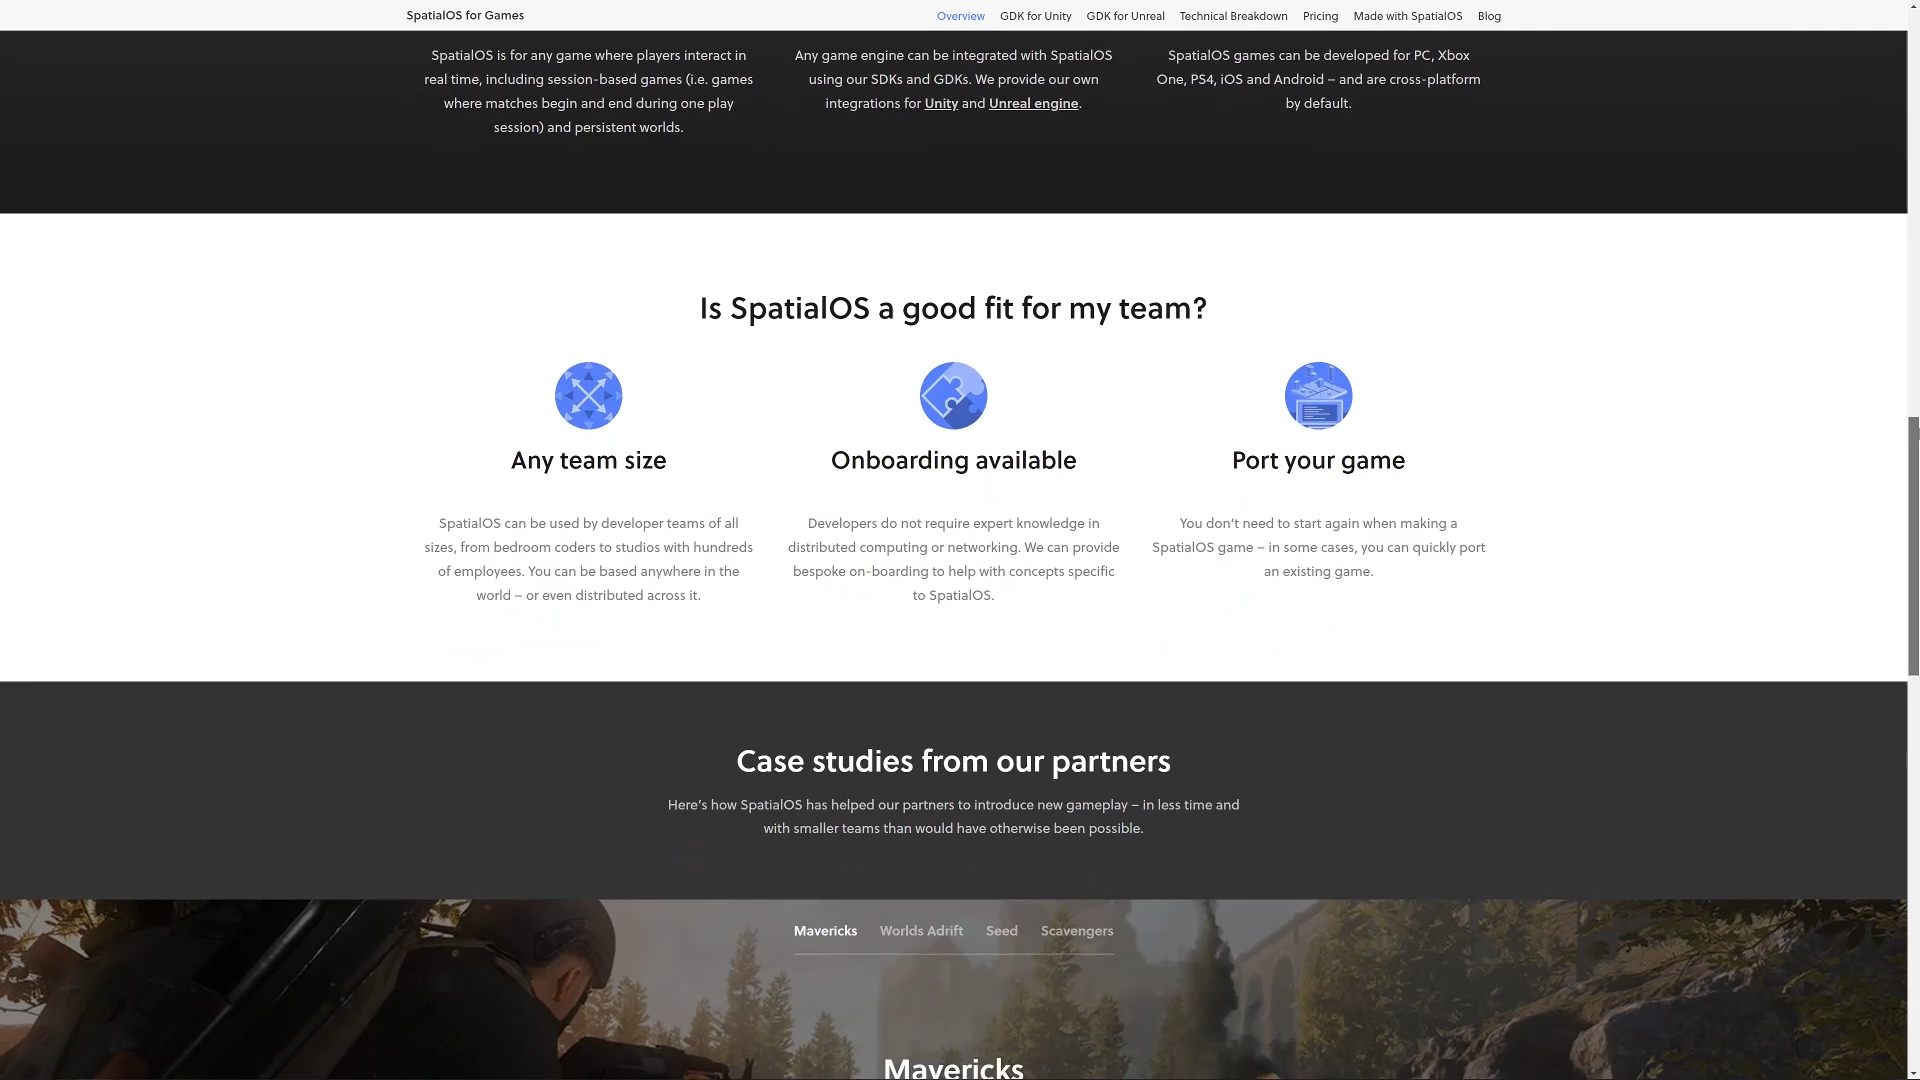 SpatialOS for Games
Overview GDK for Unity GDK for Unreal Technical Breakdown Pricing Made with SpatialOS Blog
SpatialOS is for any game where players interact in
real time, including session-based games (i.e. games
where matches begin and end during one play
session) and persistent worlds.
Any game engine can be integrated with SpatialOS
using our SDKs and GDKs. We provide our own
integrations for Unity and Unreal engine.
SpatialOS games can be developed for PC, Xbox
One, PS4, iOS and Android – and are cross-platform
by default.
Is SpatialOS a good fit for my team?
Any team size
SpatialOS can be used by developer teams of all
sizes, from bedroom coders to studios with hundreds
of employees. You can be based anywhere in the
world – or even distributed across it.
Onboarding available
Developers do not require expert knowledge in
distributed computing or networking. We can provide
bespoke on-boarding to help with concepts specific
to SpatialOS.
Port your game
You don’t need to start again when making a
SpatialOS game – in some cases, you can quickly port
an existing game.
Case studies from our partners
Here’s how SpatialOS has helped our partners to introduce new gameplay – in less time and
with smaller teams than would have otherwise been possible.
Mavericks Worlds Adrift Seed Scavengers
Mavericks